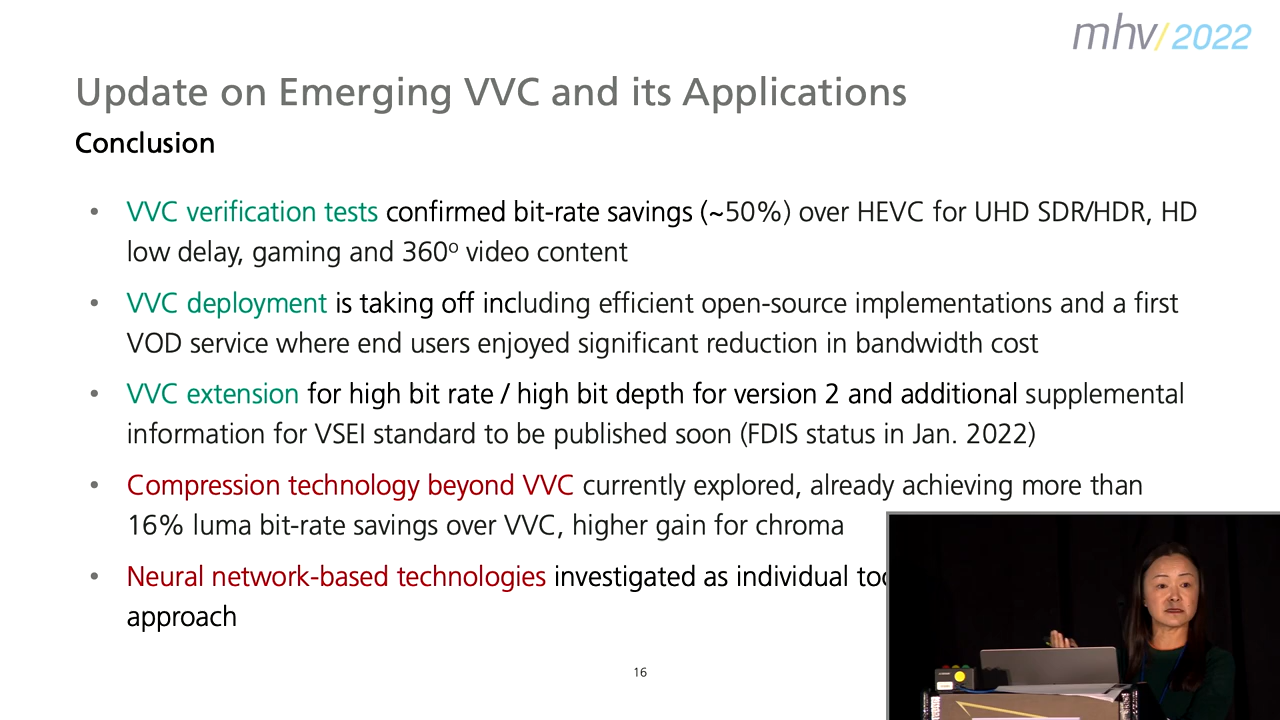 mhv/2022
Update on Emerging VVC and its Applications
Conclusion
• VVC verification tests confirmed bit-rate savings (~50%) over HEVC for UHD SDR/HDR, HD
low delay, gaming and 360º video content
• VVC deployment is taking off including efficient open-source implementations and a first
VOD service where end users enjoyed significant reduction in bandwidth cost
• VVC extension for high bit rate / high bit depth for version 2 and additional supplemental
information for VSEI standard to be published soon (FDIS status in Jan. 2022)
• Compression technology beyond VVC currently explored, already achieving more than
16% luma bit-rate savings over VVC, higher gain for chroma
• Neural network-based technologies investigated as individual
approach
16